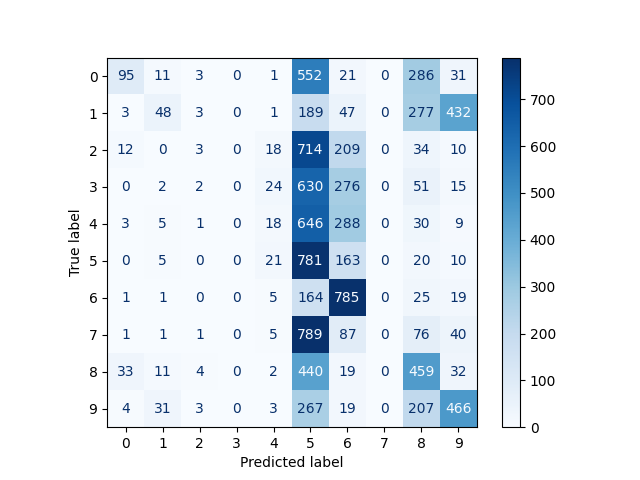 0 95 11 3 0 1 552 21 0 286 31
1 3 48 3 0 1 189 47 0 277 432
2 12 0 3 0 18 714 209 0 34 10
3 0 2 2 0 24 630 276 0 51 15
4 3 5 1 0 18 646 288 0 30 9
5 0 5 0 0 21 781 163 0 20 10
6 1 1 0 0 5 164 785 0 25 19
7 1 1 1 0 5 789 87 0 76 40
8 33 11 4 0 2 440 19 0 459 32
9 4 31 3 0 3 267 19 0 207 466
0 1 2 3 4 5 6 7 8 9
Predicted label
True label
700
600
500
400
300
200
100
0